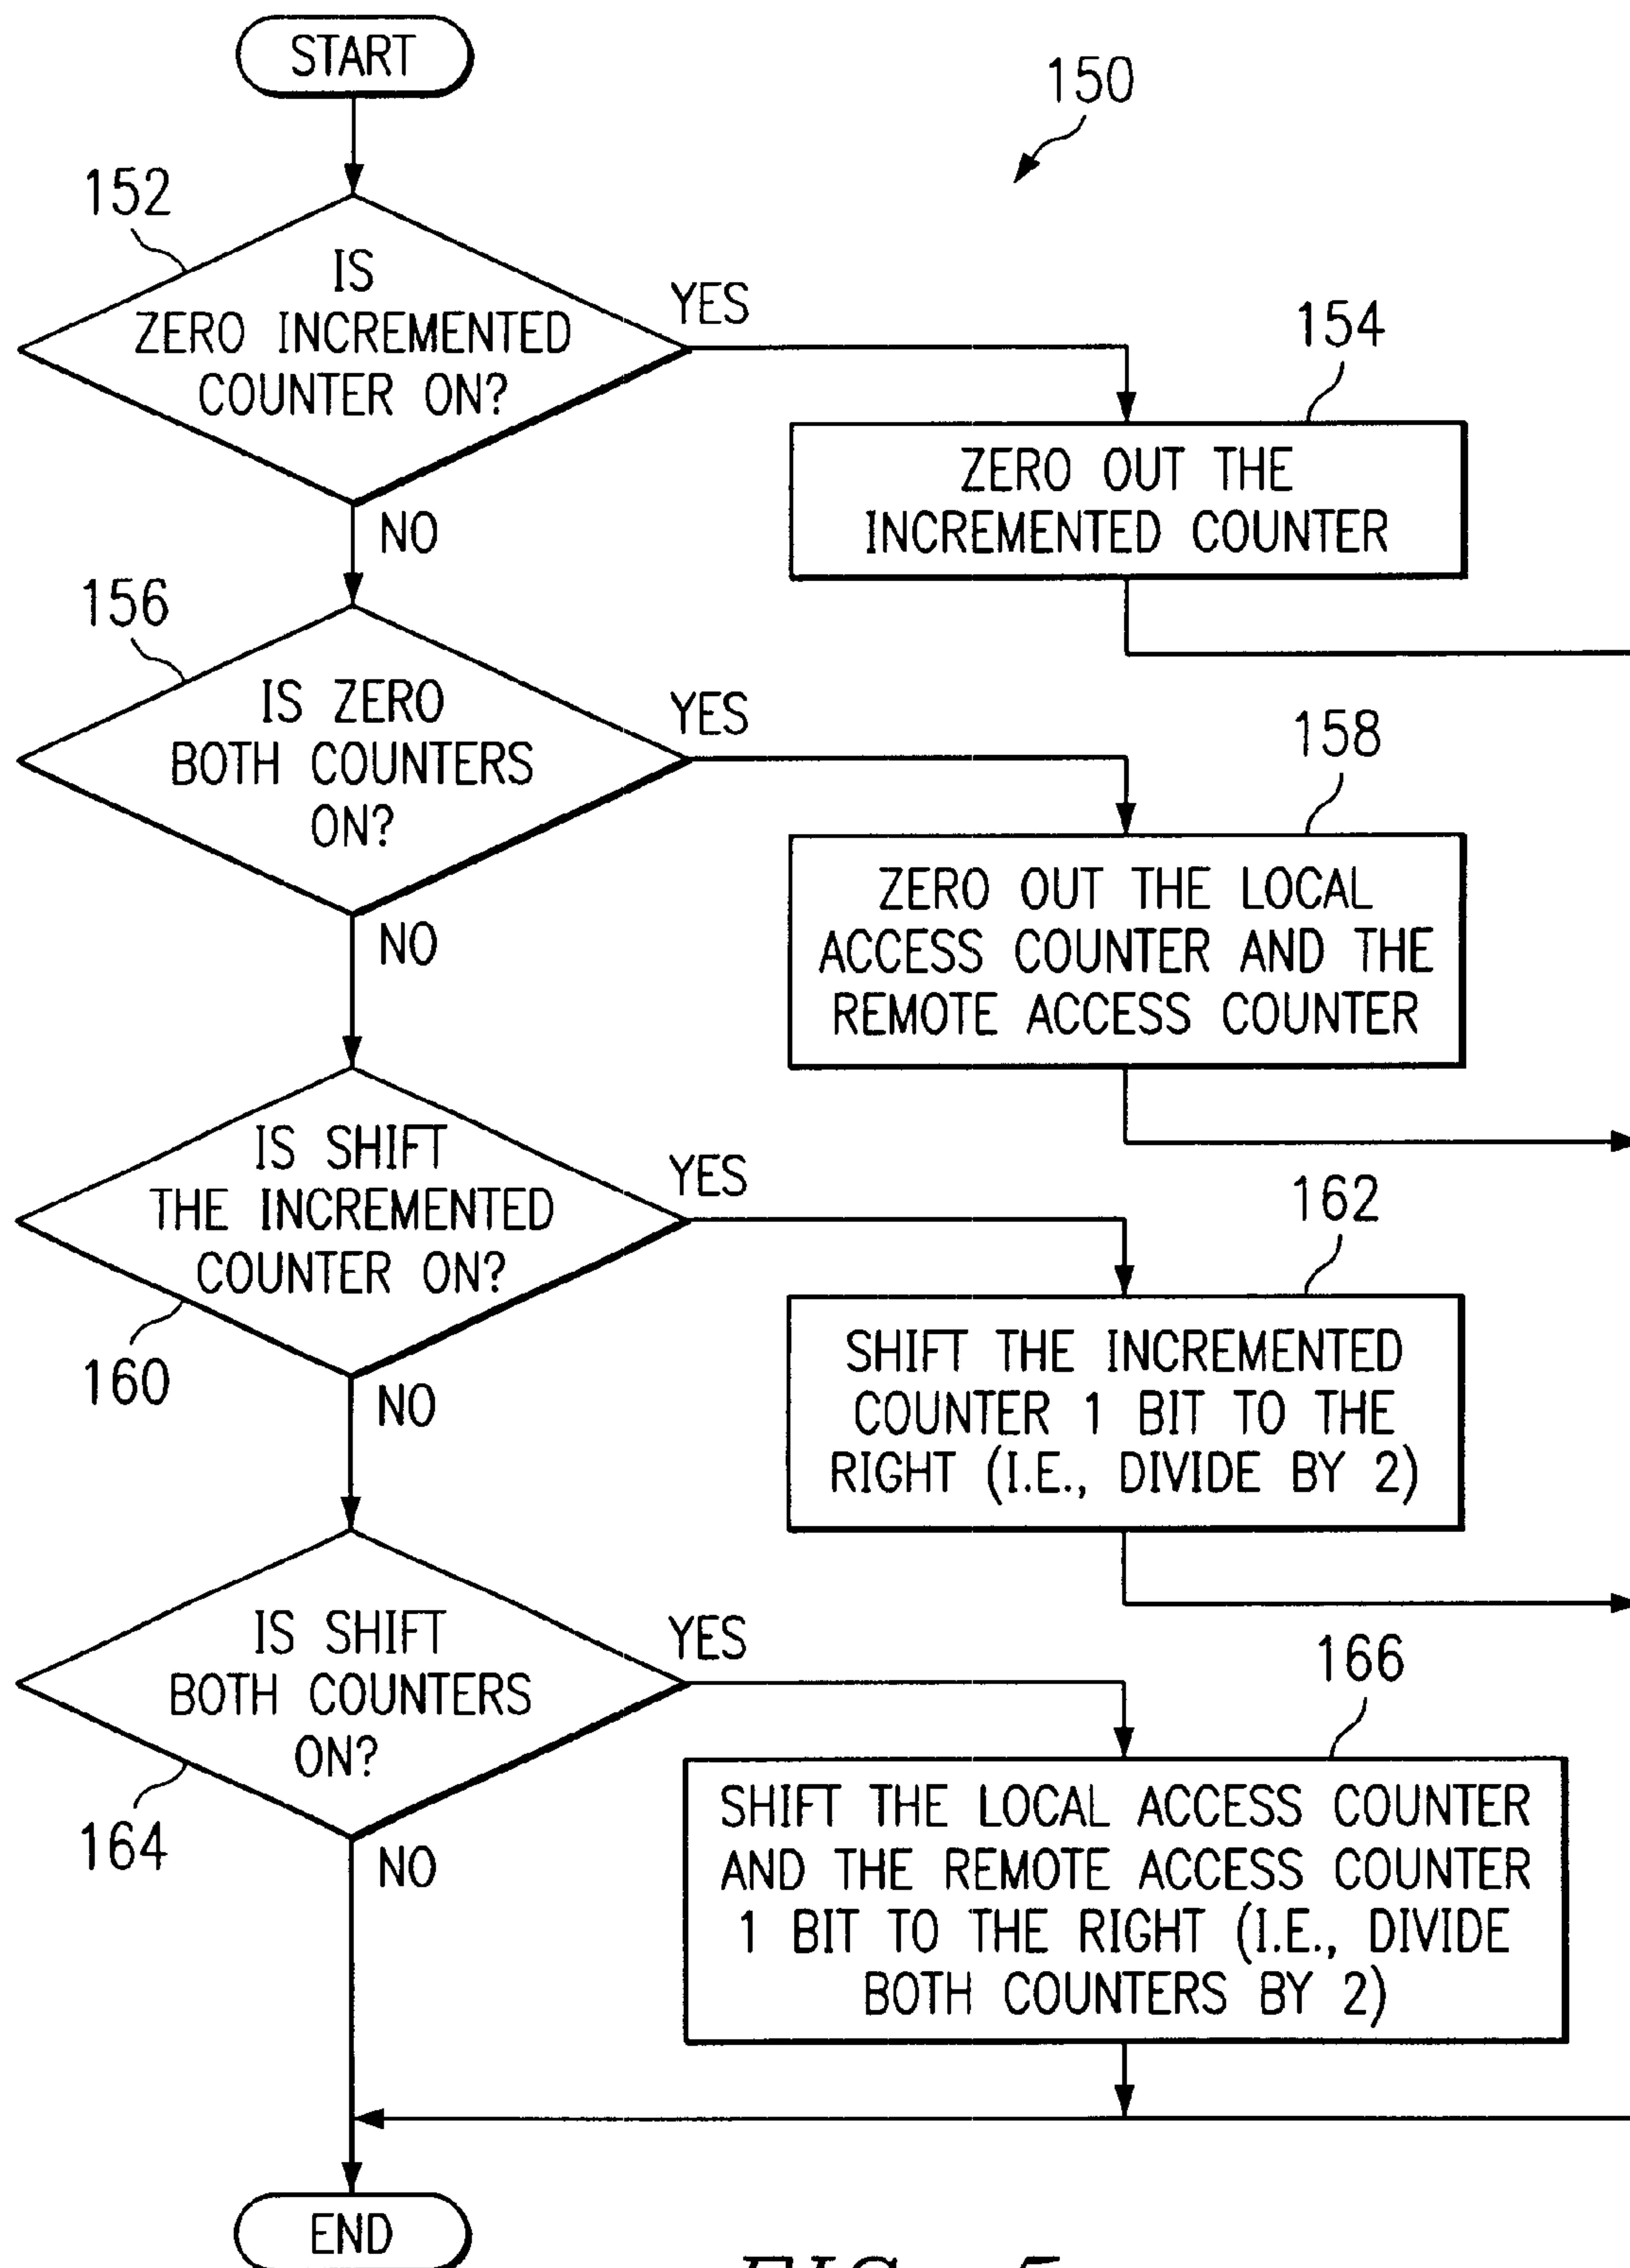 START
150
152
IS
ZERO INCREMENTED
COUNTER ON?
YES
154
ZERO OUT THE
INCREMENTED COUNTER
NO
156
IS ZERO
BOTH COUNTERS
ON?
YES
158
ZERO OUT THE LOCAL
ACCESS COUNTER AND THE
REMOTE ACCESS COUNTER
NO
IS SHIFT
THE INCREMENTED
COUNTER ON?
160
YES
162
SHIFT THE INCREMENTED
COUNTER 1 BIT TO THE
RIGHT (I.E., DIVIDE BY 2)
NO
IS SHIFT
BOTH COUNTERS
ON?
164
YES
166
SHIFT THE LOCAL ACCESS COUNTER
AND THE REMOTE ACCESS COUNTER
1 BIT TO THE RIGHT (I.E., DIVIDE
BOTH COUNTERS BY 2)
NO
END